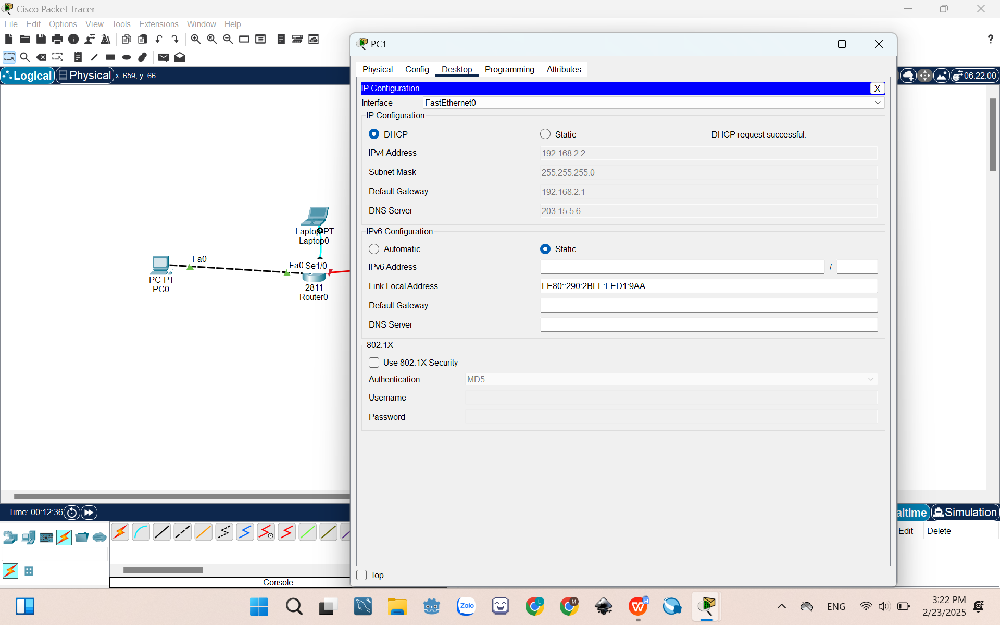 Cisco Packet Tracer
File Edit Options View Tools Extensions Window Help
?
Logical Physical x: 659, y: 66
06:22:00
Laptop-PT
Laptop0
Fa0
Fa0 Se1/0
PC-PT
PC0
2811
Router0
PC1
Physical Config Desktop Programming Attributes
IP Configuration X
Interface FastEthernet0
IP Configuration
DHCP Static DHCP request successful.
IPv4 Address 192.168.2.2
Subnet Mask 255.255.255.0
Default Gateway 192.168.2.1
DNS Server 203.15.5.6
IPv6 Configuration
Automatic Static
IPv6 Address /
Link Local Address FE80::290:2BFF:FED1:9AA
Default Gateway
DNS Server
802.1X
Use 802.1X Security
Authentication MD5
Username
Password
Top
Time: 00:12:36
altime Simulation
Edit Delete
Console
Zalo
L
M
W
ENG
3:22 PM
2/23/2025